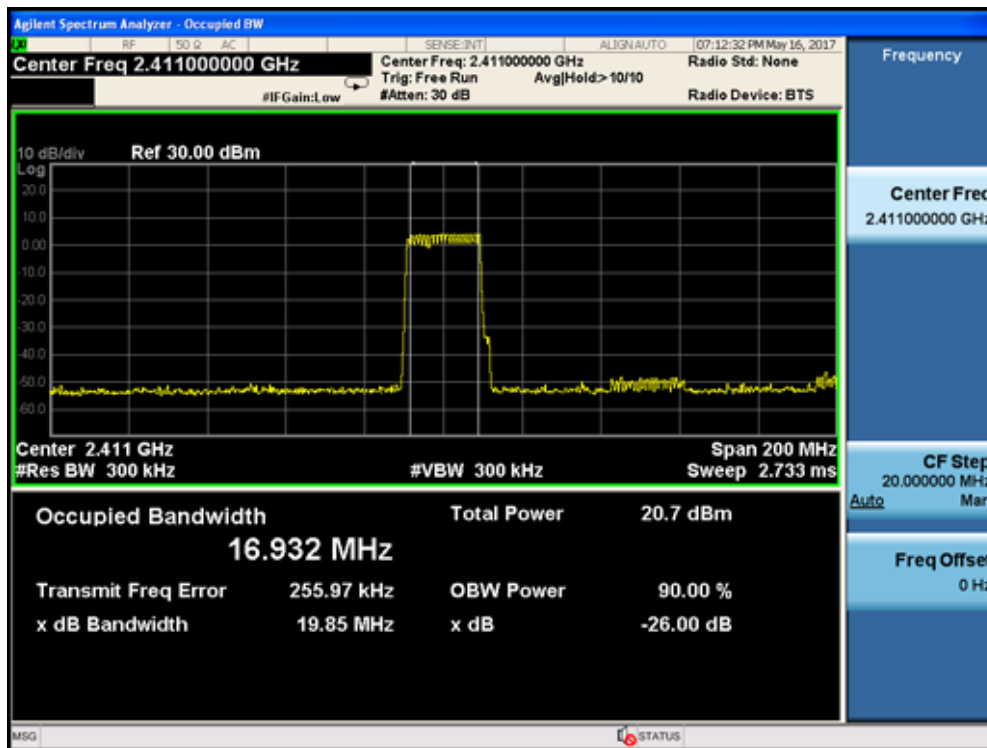 Agilent Spectrum Analyzer - Occupied BW
RF 50 Ω AC SENSE:INT ALIGNAUTO 07:12:32 PM May 16, 2017
Center Freq 2.411000000 GHz
Center Freq: 2.411000000 GHz
Radio Std: None
Trig: Free Run Avg|Hold:>10/10
#IFGain:Low
#Atten: 30 dB
Radio Device: BTS
Frequency
10 dB/div
Ref 30.00 dBm
Log
20.0
10.0
0.00
-10.0
-20.0
-30.0
-40.0
-50.0
-60.0
Center 2.411 GHz
Span 200 MHz
#Res BW 300 kHz
#VBW 300 kHz
Sweep 2.733 ms
Occupied Bandwidth
16.932 MHz
Total Power 20.7 dBm
Transmit Freq Error 255.97 kHz
OBW Power 90.00 %
x dB Bandwidth 19.85 MHz
x dB -26.00 dB
Center Freq
2.411000000 GHz
CF Step
20.000000 MHz
Auto Man
Freq Offset
0 Hz
MSG
STATUS